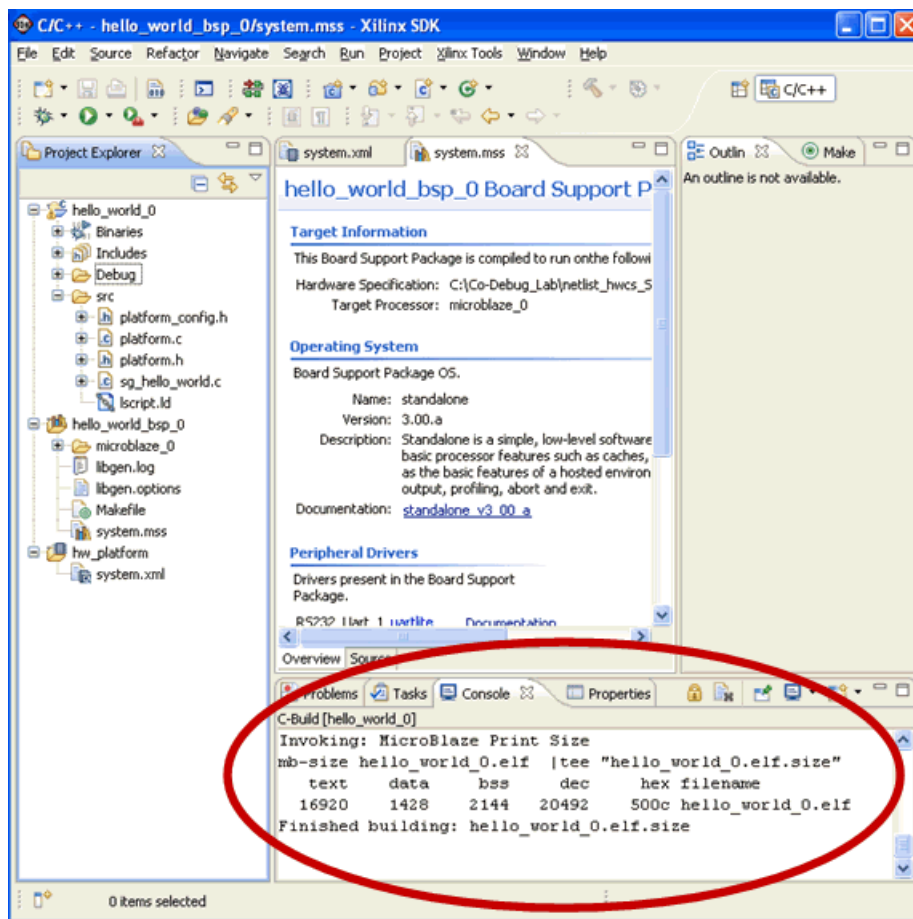 C/C++ - hello_world_bsp_0/system.mss - Xilinx SDK
File Edit Source Refactor Navigate Search Run Project Xilinx Tools Window Help
C/C++
Project Explorer
hello_world_0
Binaries
Includes
Debug
src
platform_config.h
platform.c
platform.h
sg_hello_world.c
lscript.ld
hello_world_bsp_0
microblaze_0
libgen.log
libgen.options
Makefile
system.mss
hw_platform
system.xml
system.xml system.mss
hello_world_bsp_0 Board Support P
Target Information
This Board Support Package is compiled to run onthe followi
Hardware Specification: C:\Co-Debug_Lab\netlist_hwcs_S
Target Processor: microblaze_0
Operating System
Board Support Package OS.
Name: standalone
Version: 3.00.a
Description: Standalone is a simple, low-level software
basic processor features such as caches,
as the basic features of a hosted environ
output, profiling, abort and exit.
Documentation: standalone_v3_00_a
Peripheral Drivers
Drivers present in the Board Support
Package.
RS232_Uart_1 uartlite Documentation
Overview Source
Outlin Make
An outline is not available.
Problems Tasks Console Properties
C-Build [hello_world_0]
Invoking: MicroBlaze Print Size
mb-size hello_world_0.elf |tee "hello_world_0.elf.size"
text data bss dec hex filename
16920 1428 2144 20492 500c hello_world_0.elf
Finished building: hello_world_0.elf.size
0 items selected